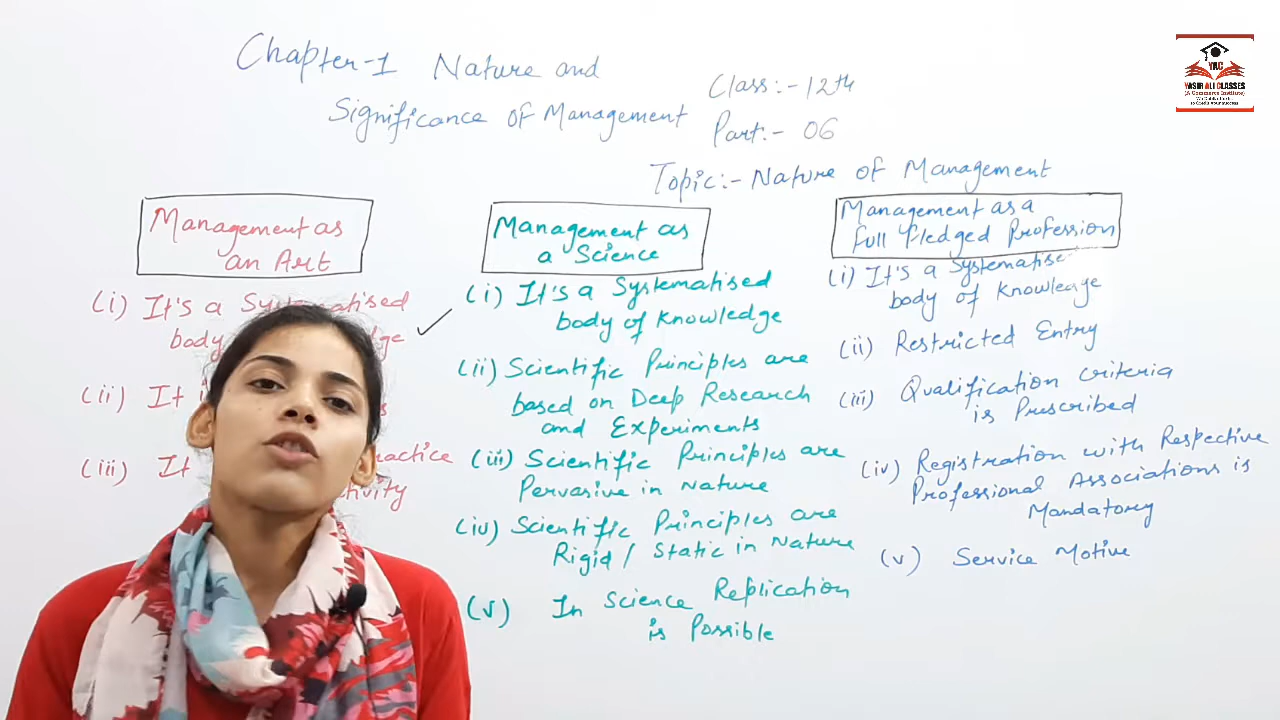 Chapter-1 Nature and
Significance of Management
Class:-12th
Part:- 06
Topic:- Nature of Management
Management as
an Art
(i) It's a Systematised
body
(ii) It
(iii) It
Management as
a Science
(i) It's a Systematised
body of Knowledge
(ii) Scientific Principles are
based on Deep Research
and Experiments
(iii) Scientific Principles are
Pervasive in Nature
(iv) Scientific Principles are
Rigid / Static in Nature
(v) In Science Replication
is Possible
Management as a
full fledged Profession
(i) It's a Systematise
body of Knowledge
(ii) Restricted Entry
(iii) Qualification criteria
is Prescribed
(iv) Registration with Respective
Professional Associations is
Mandatory
(v) Service Motive
YAC
YASIR ALI CLASSES
(A Commerce Institute)